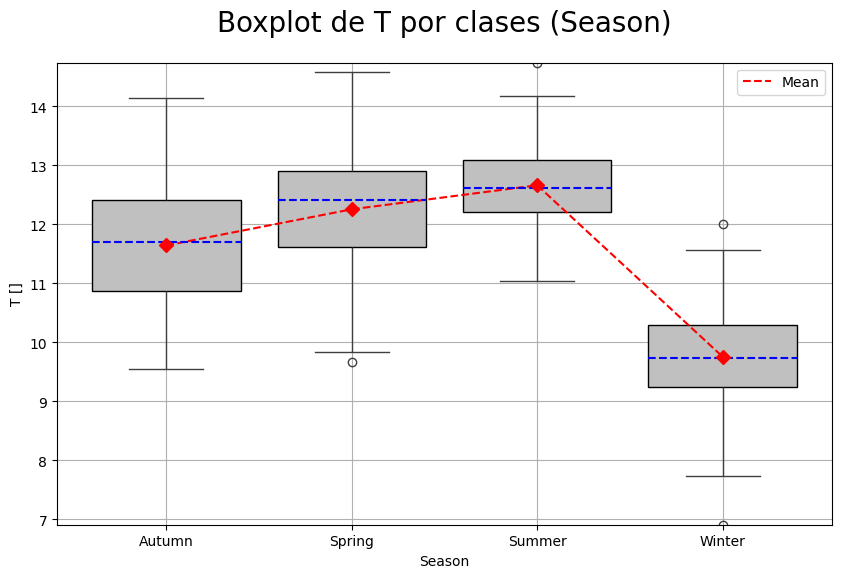 Boxplot de T por clases (Season)
Mean
14
13
12
11
10
9
8
7
T []
Autumn
Spring
Summer
Winter
Season